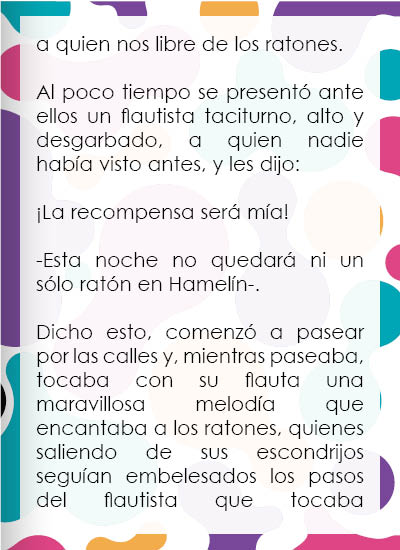 a quien nos libre de los ratones.
Al poco tiempo se presentó ante
ellos un flautista taciturno, alto y
desgarbado, a quien nadie
había visto antes, y les dijo:
¡La recompensa será mía!
-Esta noche no quedará ni un
sólo ratón en Hamelín-.
Dicho esto, comenzó a pasear
por las calles y, mientras paseaba,
tocaba con su flauta una
maravillosa melodía que
encantaba a los ratones, quienes
saliendo de sus escondrijos
seguían embelesados los pasos
del flautista que tocaba